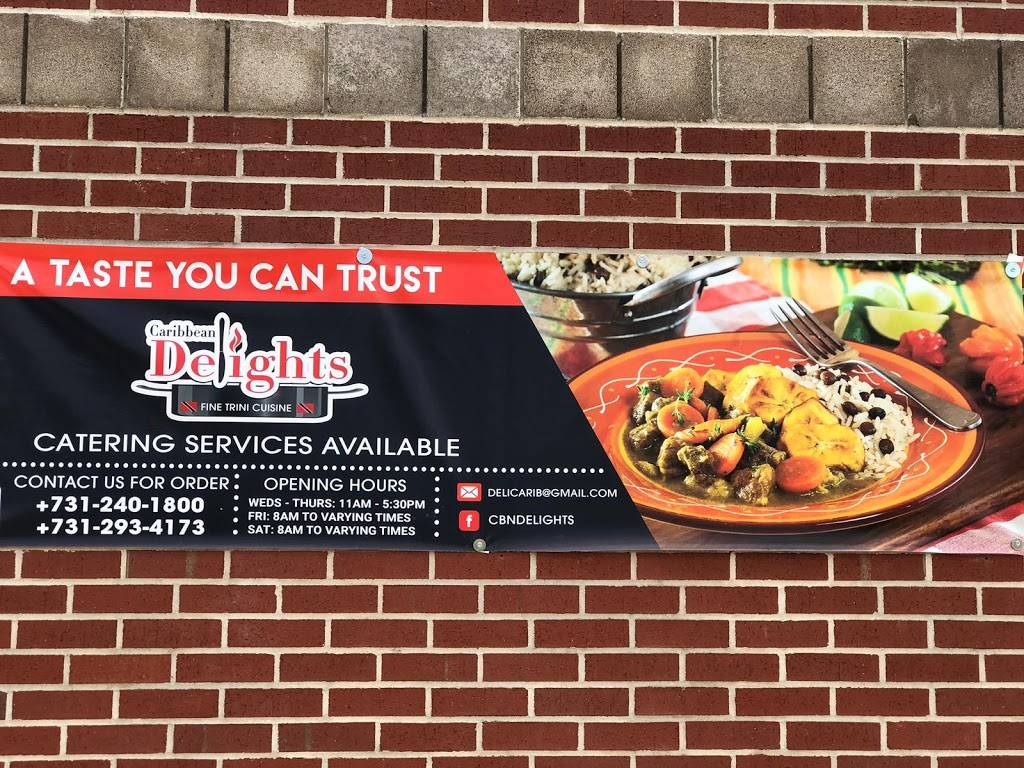 A TASTE YOU CAN TRUST
Caribbean
Delights
FINE TRINI CUISINE
CATERING SERVICES AVAILABLE
CONTACT US FOR ORDER
+731-240-1800
+731-293-4173
OPENING HOURS
WEDS - THURS: 11AM - 5:30PM
FRI: 8AM TO VARYING TIMES
SAT: 8AM TO VARYING TIMES
DELICARIB@GMAIL.COM
f CBNDELIGHTS